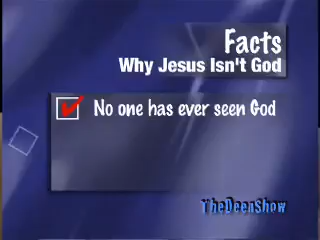 Facts
Why Jesus Isn't God
No one has ever seen God
TheDeenShow